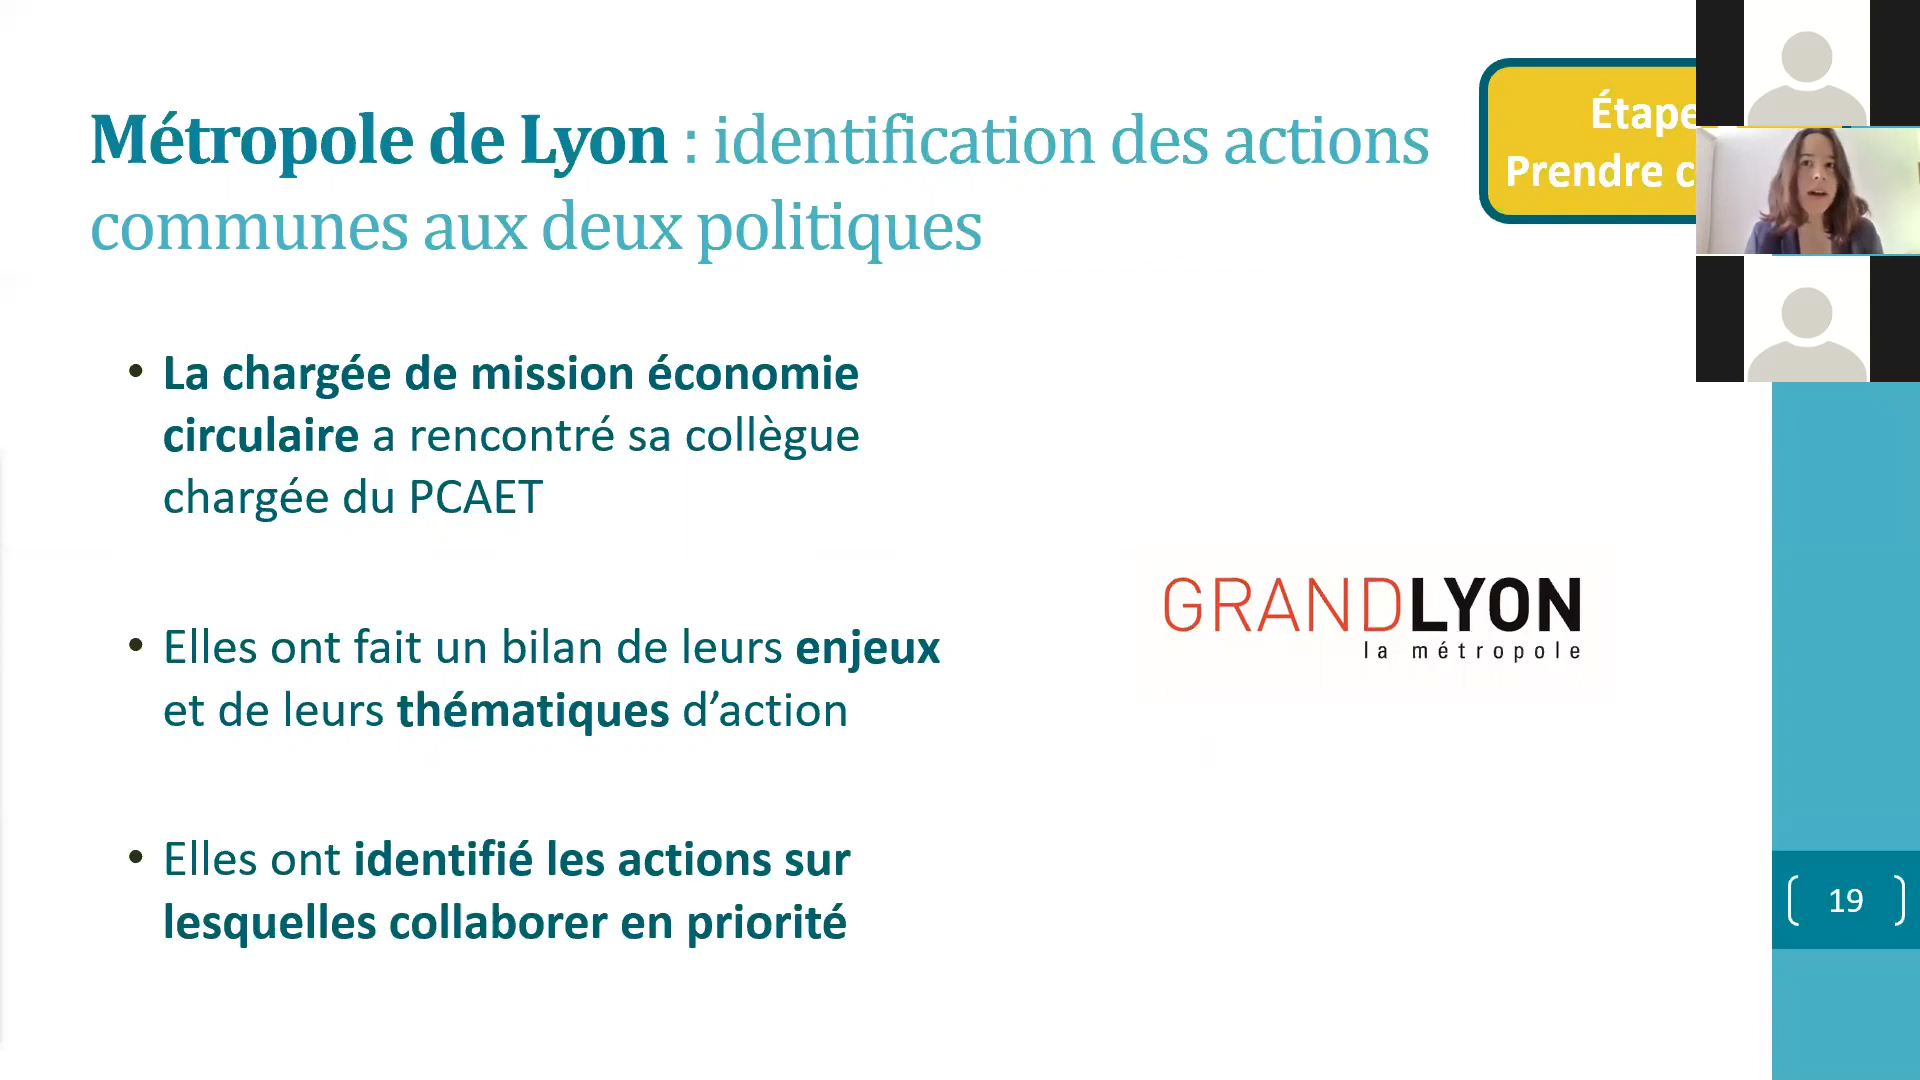 Métropole de Lyon : identification des actions
communes aux deux politiques
Étape
Prendre
• La chargée de mission économie
circulaire a rencontré sa collègue
chargée du PCAET
• Elles ont fait un bilan de leurs enjeux
et de leurs thématiques d’action
• Elles ont identifié les actions sur
lesquelles collaborer en priorité
GRANDLYON
la métropole
19